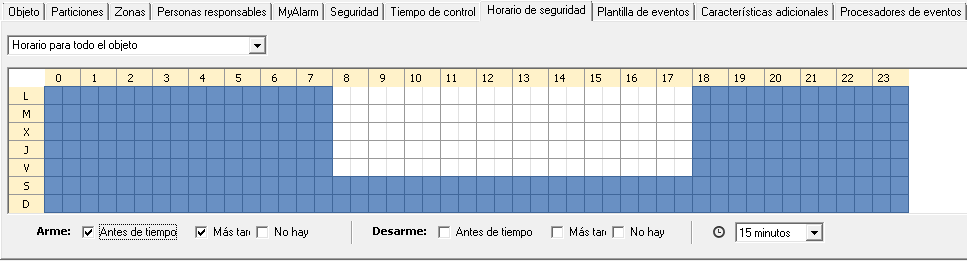 Objeto Particiones Zonas Personas responsables MyAlarm Seguridad Tiempo de control Horario de seguridad Plantilla de eventos Características adicionales Procesadores de eventos
Horario para todo el objeto
0 1 2 3 4 5 6 7 8 9 10 11 12 13 14 15 16 17 18 19 20 21 22 23
L
M
X
J
V
S
D
Arme: Antes de tiempo Más tar No hay Desarme: Antes de tiempo Más tar No hay 15 minutos